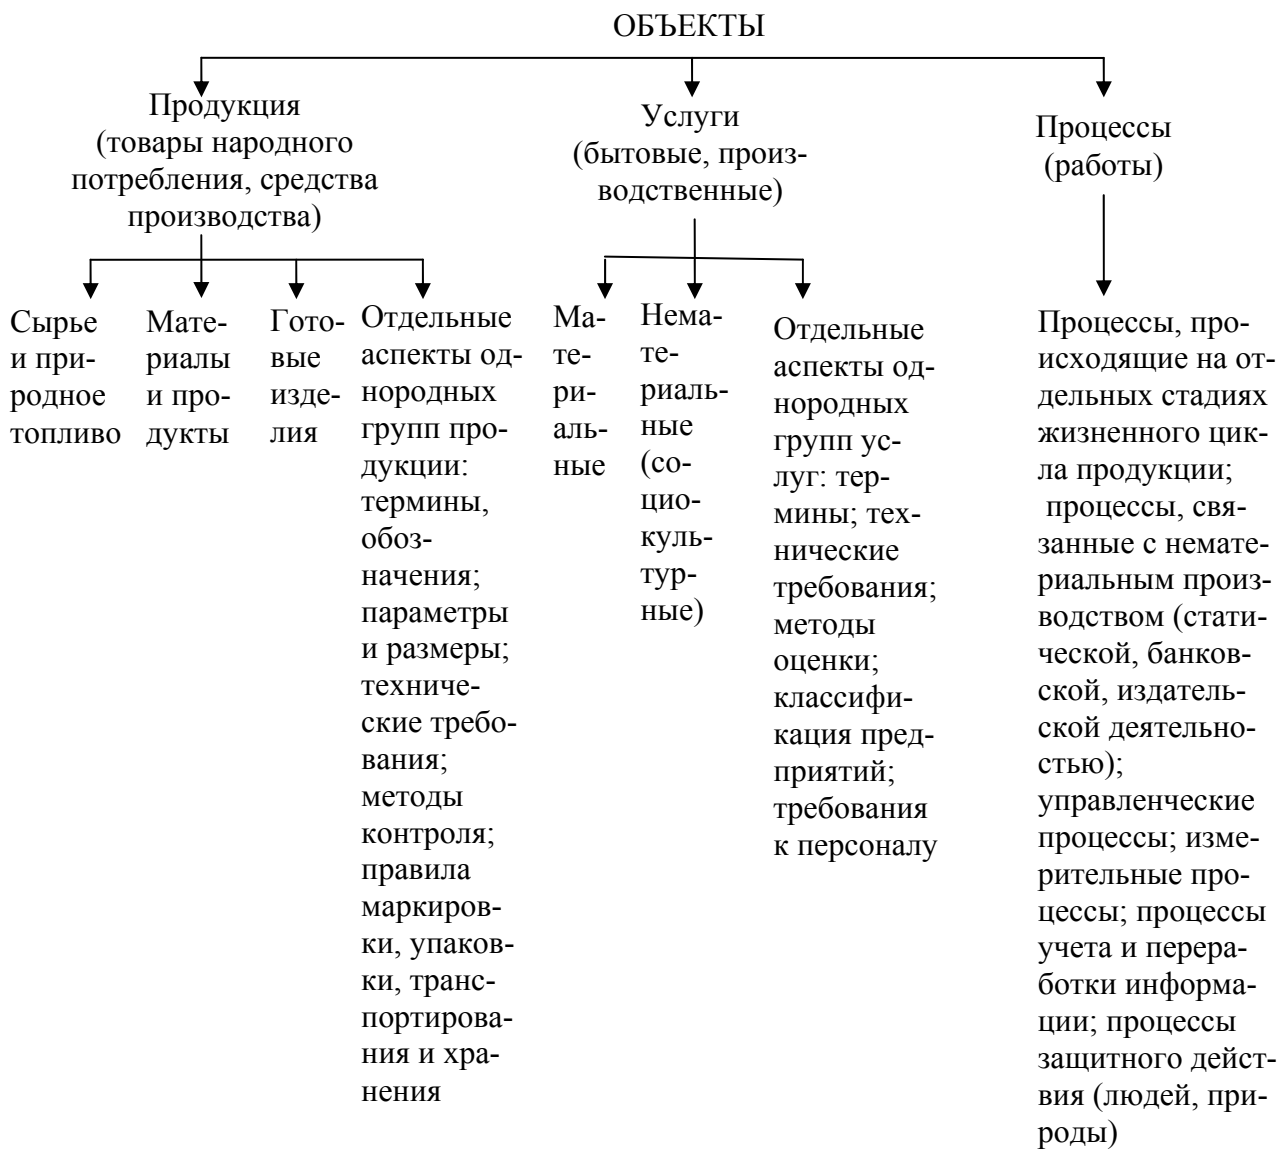 ОБЪЕКТЫ
Продукция
(товары народного
потребления, средства
производства)
Услуги
(бытовые, произ-
водственные)
Процессы
(работы)
Сырье
и при-
родное
топливо
Мате-
риалы
и про-
дукты
Гото-
вые
изде-
лия
Отдельные
аспекты од-
нородных
групп про-
дукции:
термины,
обоз-
начения;
параметры
и размеры;
техниче-
ские требо-
вания;
методы
контроля;
правила
маркиров-
ки, упаков-
ки, транс-
портирова-
ния и хра-
нения
Ма-
те-
ри-
аль-
ные
Нема-
те-
риаль-
ные
(со-
цио-
куль-
тур-
ные)
Отдельные
аспекты од-
нородных
групп ус-
луг: тер-
мины; тех-
нические
требования;
методы
оценки;
классифи-
кация пред-
приятий;
требования
к персоналу
Процессы, про-
исходящие на от-
дельных стадиях
жизненного цик-
ла продукции;
процессы, свя-
занные с немате-
риальным произ-
водством (стати-
ческой, банков-
ской, издатель-
ской деятельно-
стью);
управленческие
процессы; изме-
рительные про-
цессы; процессы
учета и перера-
ботки информа-
ции; процессы
защитного дейст-
вия (людей, при-
роды)